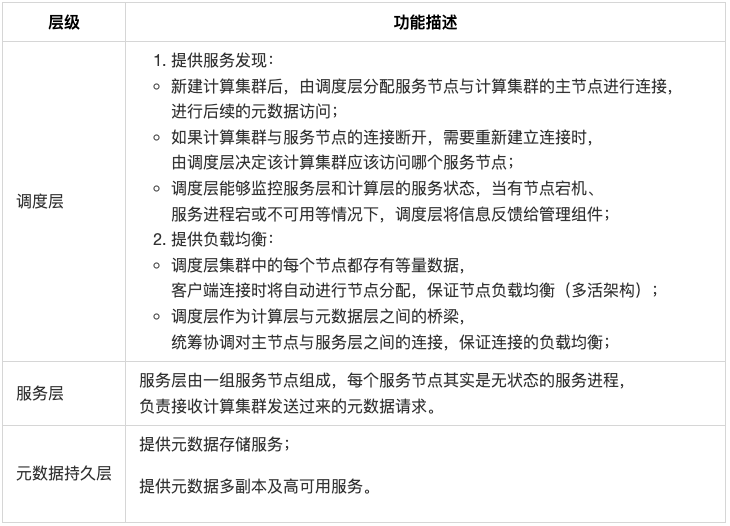 层级
功能描述
调度层
1. 提供服务发现：
◦ 新建计算集群后，由调度层分配服务节点与计算集群的主节点进行连接，
进行后续的元数据访问；
◦ 如果计算集群与服务节点的连接断开，需要重新建立连接时，
由调度层决定该计算集群应该访问哪个服务节点；
◦ 调度层能够监控服务层和计算层的服务状态，当有节点宕机、
服务进程宕或不可用等情况下，调度层将信息反馈给管理组件；
2. 提供负载均衡：
◦ 调度层集群中的每个节点都存有等量数据，
客户端连接时将自动进行节点分配，保证节点负载均衡（多活架构）；
◦ 调度层作为计算层与元数据层之间的桥梁，
统筹协调对主节点与服务层之间的连接，保证连接的负载均衡；
服务层
服务层由一组服务节点组成，每个服务节点其实是无状态的服务进程，
负责接收计算集群发送过来的元数据请求。
元数据持久层
提供元数据存储服务；
提供元数据多副本及高可用服务。